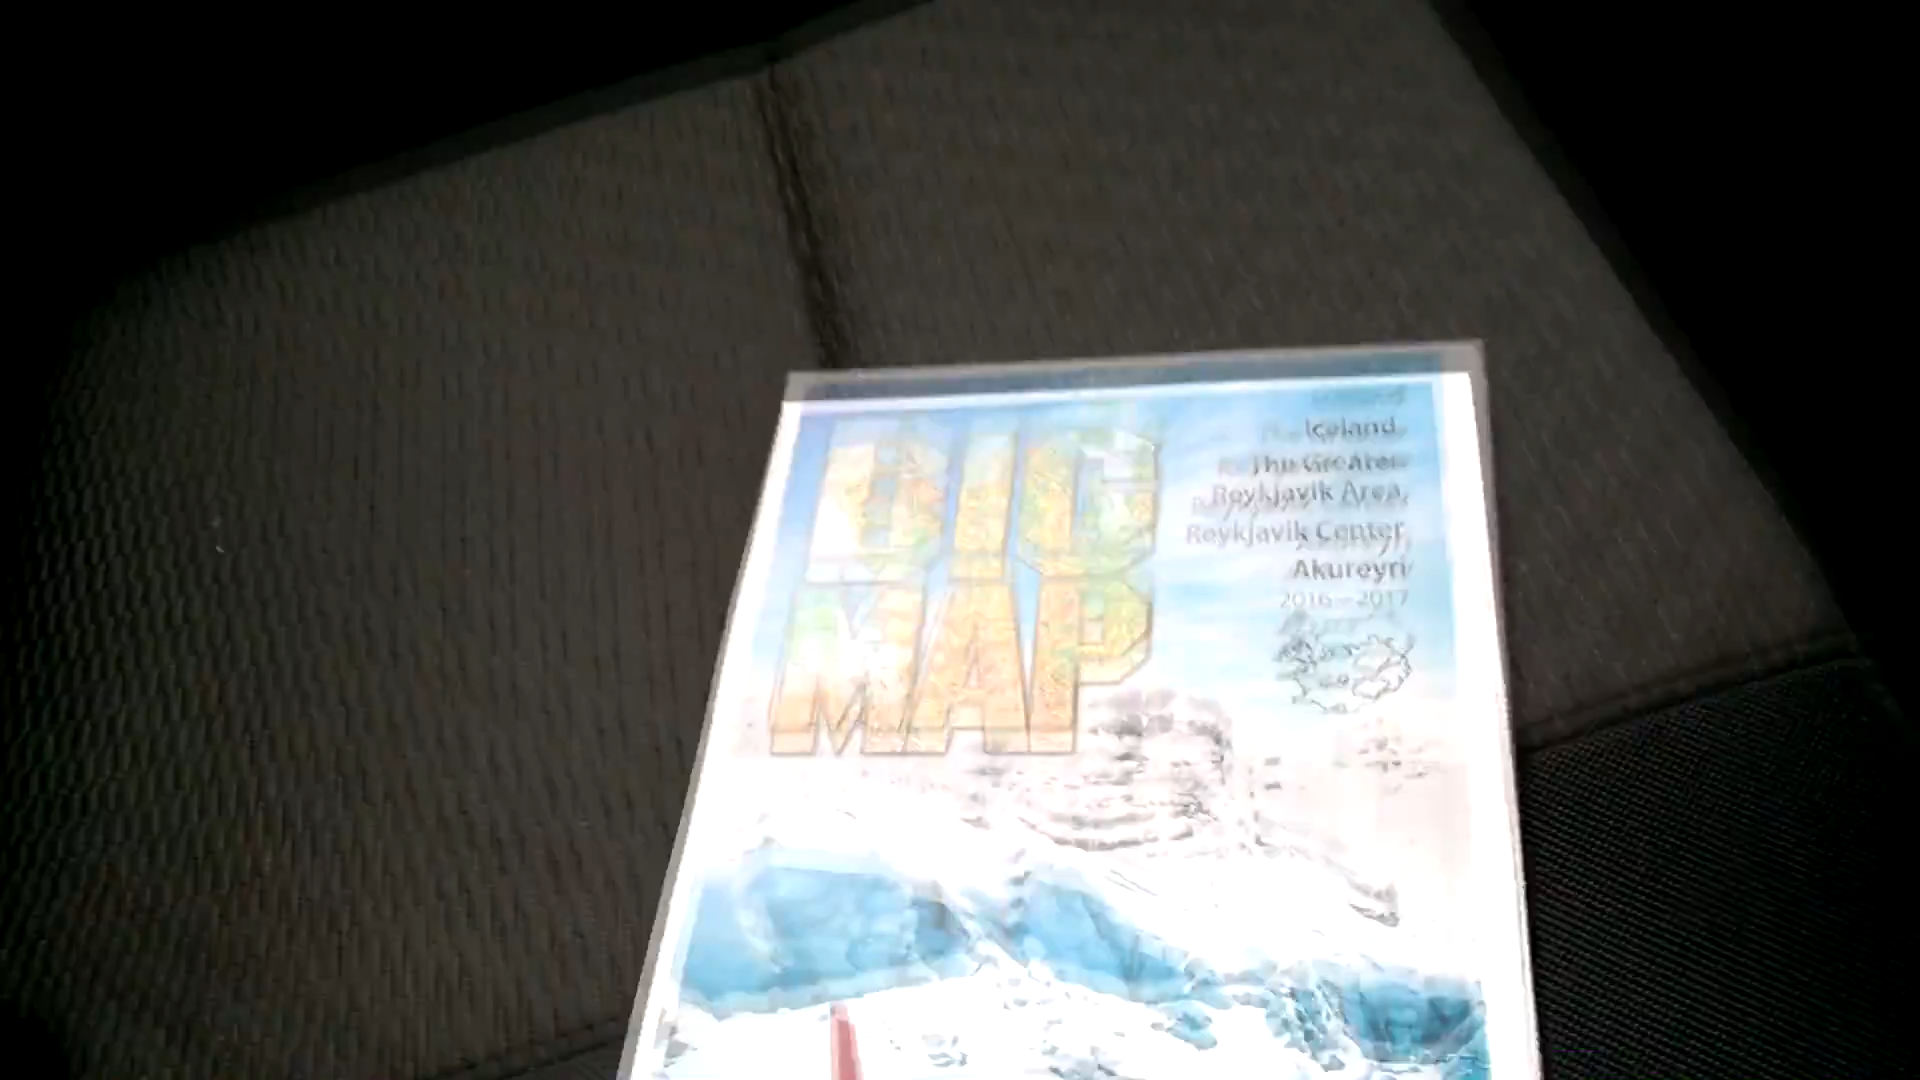 BIG
MAP
Iceland,
The Greater
Reykjavik Area,
Reykjavik Center,
Akureyri
2016 – 2017